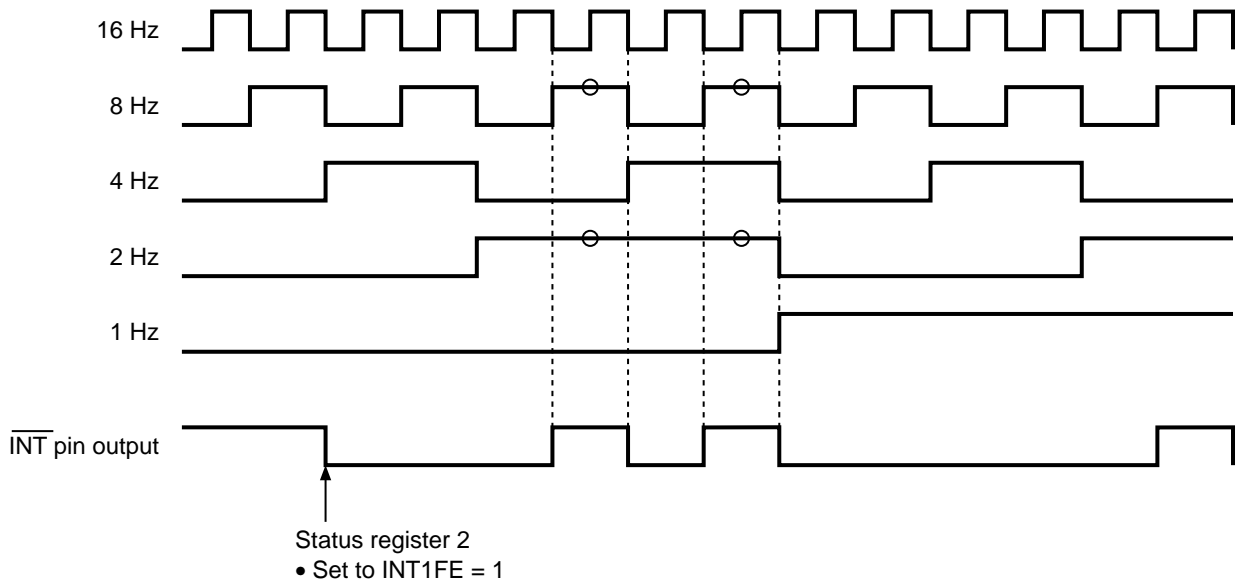 16 Hz
8 Hz
4 Hz
2 Hz
1 Hz
INT pin output
Status register 2
• Set to INT1FE = 1